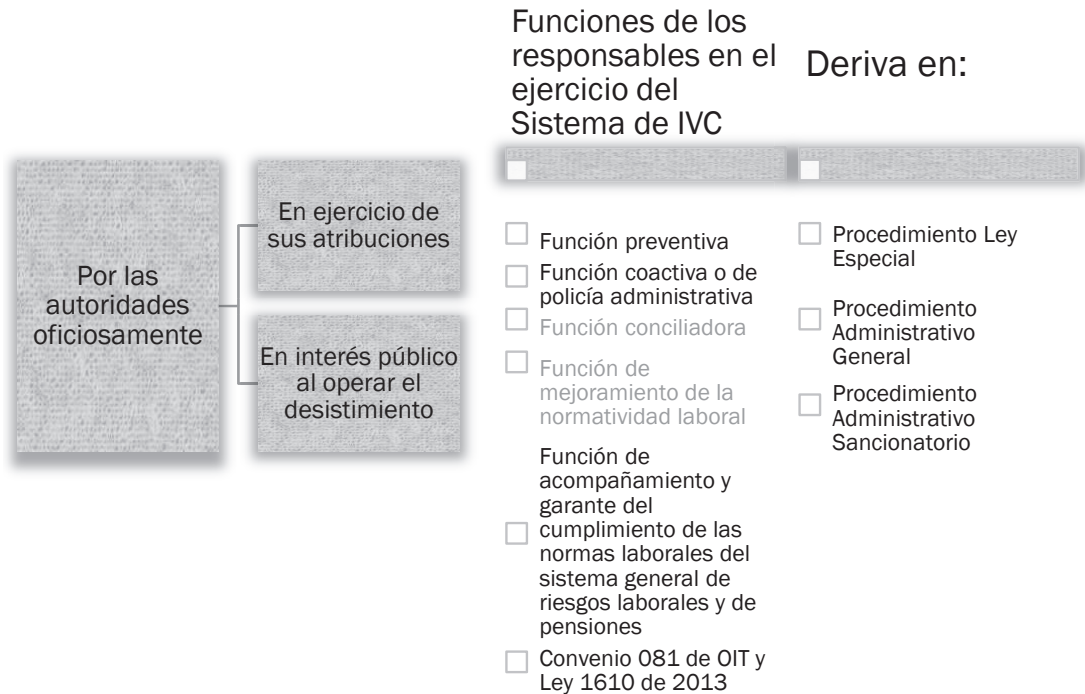 Por las
autoridades
oficiosamente
En ejercicio de
sus atribuciones
En interés público
al operar el
desistimiento
Funciones de los
responsables en el
ejercicio del
Sistema de IVC
Función preventiva
Función coactiva o de
policía administrativa
Función conciliadora
Función de
mejoramiento de la
normatividad laboral
Función de
acompañamiento y
garante del
cumplimiento de las
normas laborales del
sistema general de
riesgos laborales y de
pensiones
Convenio 081 de OIT y
Ley 1610 de 2013
Deriva en:
Procedimiento Ley
Especial
Procedimiento
Administrativo
General
Procedimiento
Administrativo
Sancionatorio